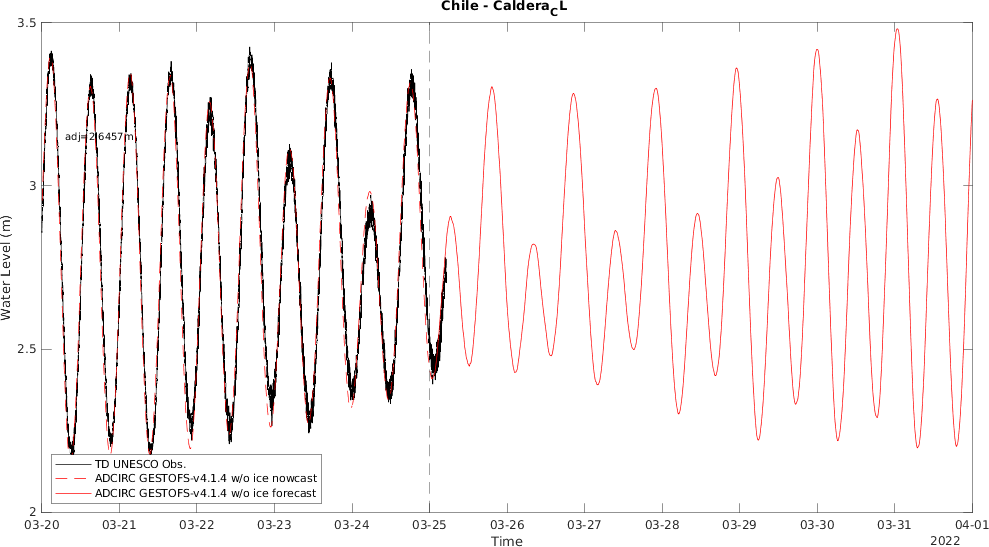 Chile - Caldera_CL
3.5
adj=2.6457m
3
Water Level (m)
2.5
TD UNESCO Obs.
ADCIRC GESTOFS-v4.1.4 w/o ice nowcast
ADCIRC GESTOFS-v4.1.4 w/o ice forecast
2
03-20 03-21 03-22 03-23 03-24 03-25 03-26 03-27 03-28 03-29 03-30 03-31 04-01
Time
2022